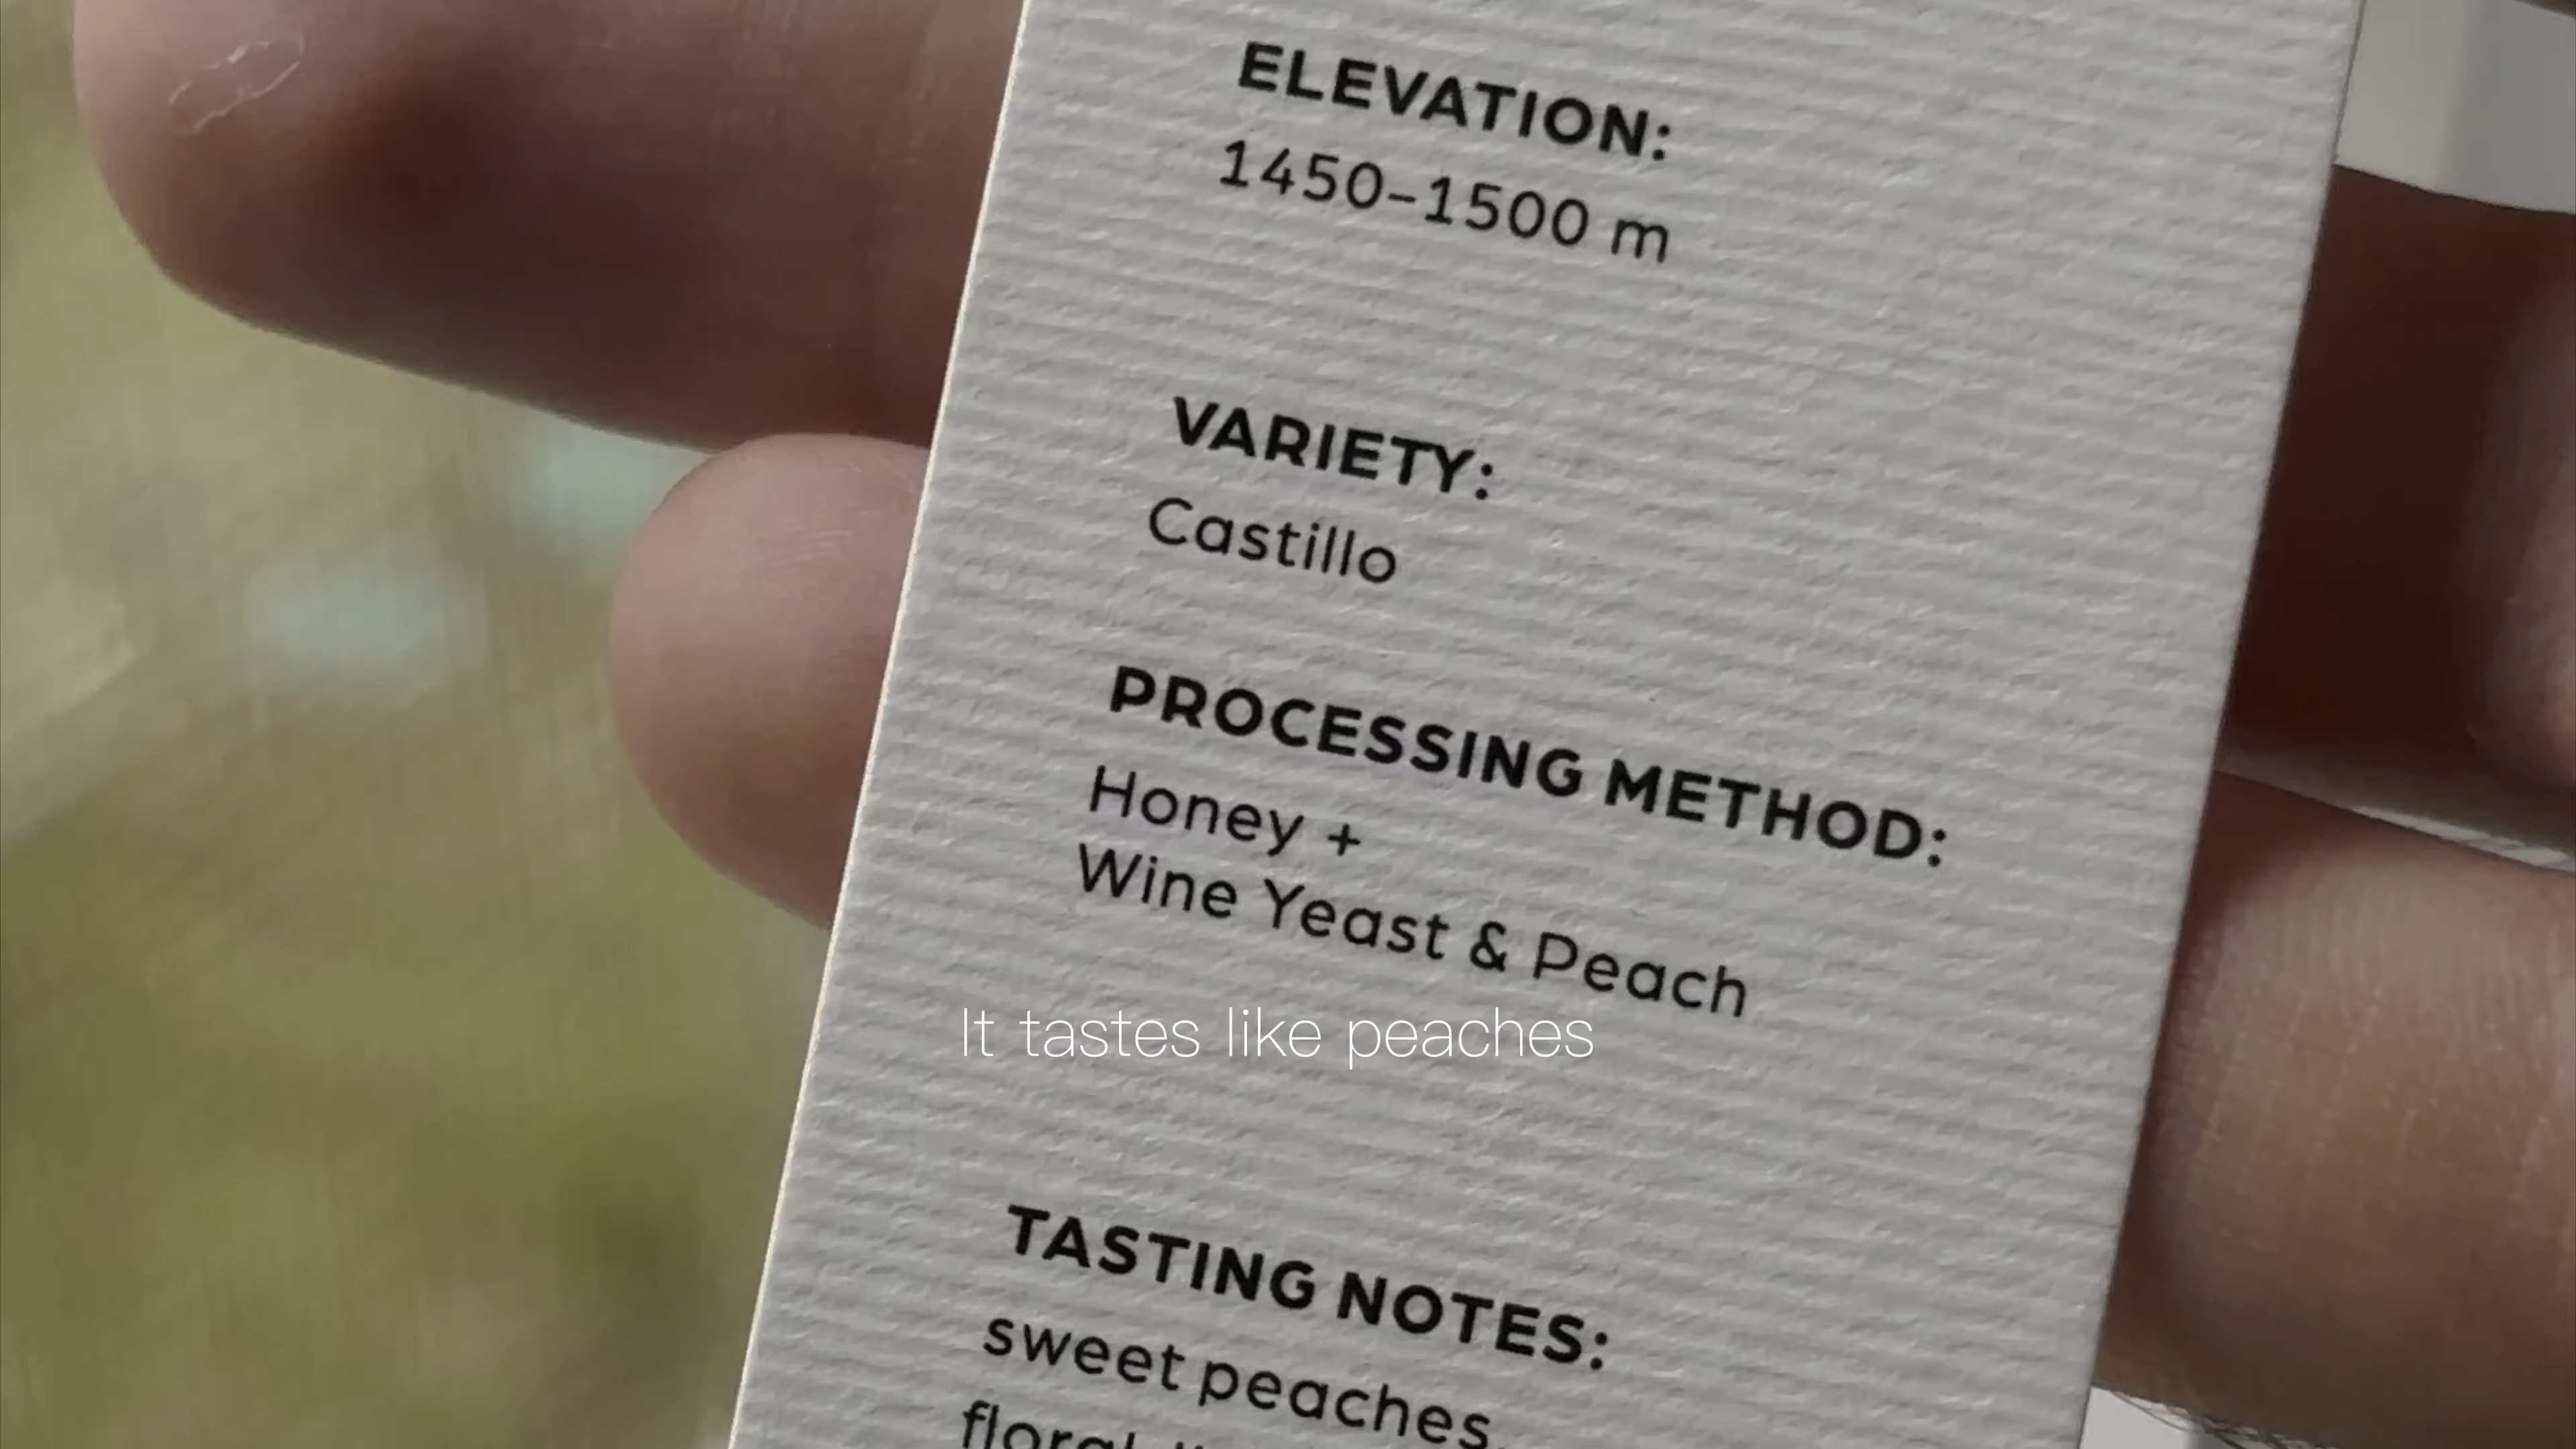 ELEVATION:
1450–1500 m
VARIETY:
Castillo
PROCESSING METHOD:
Honey +
Wine Yeast & Peach
It tastes like peaches
TASTING NOTES:
sweet peaches,
floral